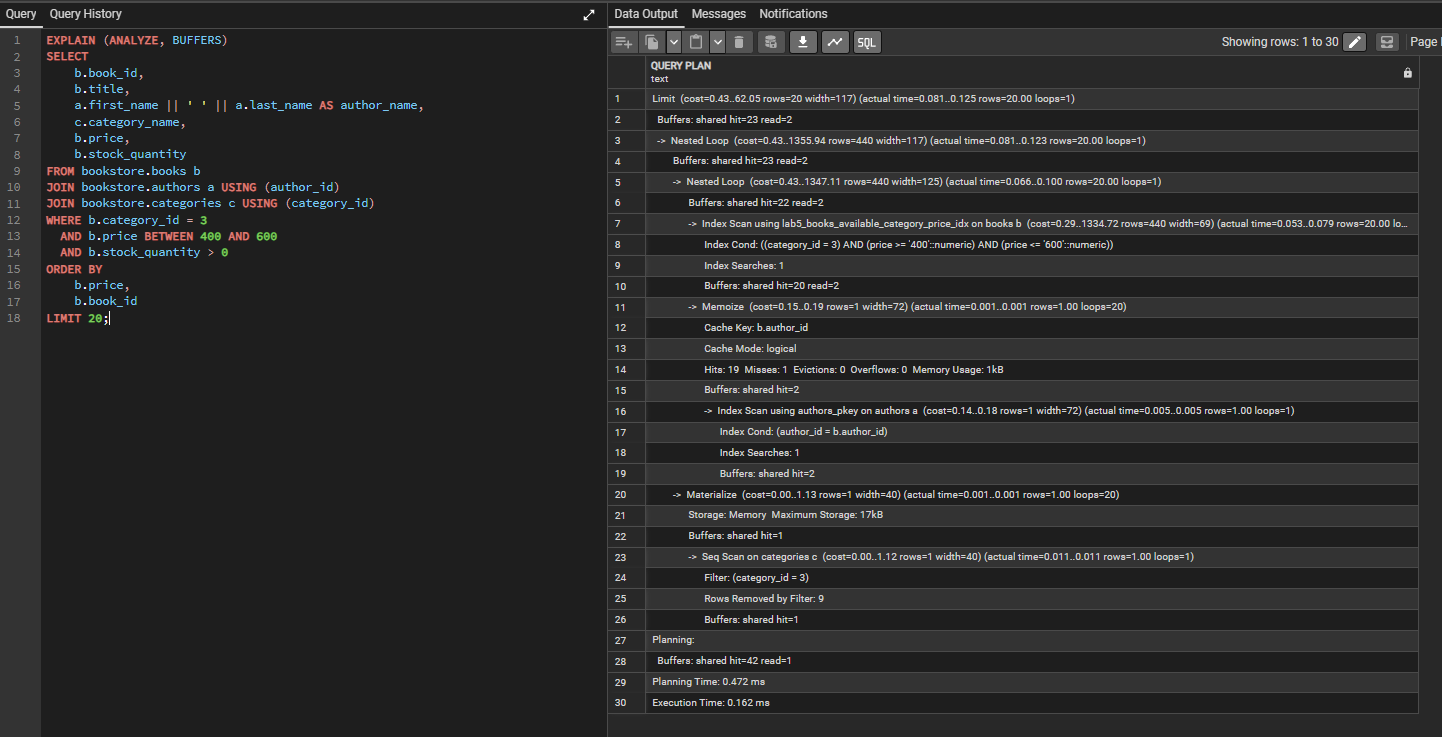 Query Query History
1 EXPLAIN (ANALYZE, BUFFERS)
2 SELECT
3 b.book_id,
4 b.title,
5 a.first_name || ' ' || a.last_name AS author_name,
6 c.category_name,
7 b.price,
8 b.stock_quantity
9 FROM bookstore.books b
10 JOIN bookstore.authors a USING (author_id)
11 JOIN bookstore.categories c USING (category_id)
12 WHERE b.category_id = 3
13 AND b.price BETWEEN 400 AND 600
14 AND b.stock_quantity > 0
15 ORDER BY
16 b.price,
17 b.book_id
18 LIMIT 20;
Data Output Messages Notifications
SQL Showing rows: 1 to 30 Page
QUERY PLAN
text
1 Limit (cost=0.43..62.05 rows=20 width=117) (actual time=0.081..0.125 rows=20.00 loops=1)
2 Buffers: shared hit=23 read=2
3 -> Nested Loop (cost=0.43..1355.94 rows=440 width=117) (actual time=0.081..0.123 rows=20.00 loops=1)
4 Buffers: shared hit=23 read=2
5 -> Nested Loop (cost=0.43..1347.11 rows=440 width=125) (actual time=0.066..0.100 rows=20.00 loops=1)
6 Buffers: shared hit=22 read=2
7 -> Index Scan using lab5_books_available_category_price_idx on books b (cost=0.29..1334.72 rows=440 width=69) (actual time=0.053..0.079 rows=20.00 lo...
8 Index Cond: ((category_id = 3) AND (price >= '400'::numeric) AND (price <= '600'::numeric))
9 Index Searches: 1
10 Buffers: shared hit=20 read=2
11 -> Memoize (cost=0.15..0.19 rows=1 width=72) (actual time=0.001..0.001 rows=1.00 loops=20)
12 Cache Key: b.author_id
13 Cache Mode: logical
14 Hits: 19 Misses: 1 Evictions: 0 Overflows: 0 Memory Usage: 1kB
15 Buffers: shared hit=2
16 -> Index Scan using authors_pkey on authors a (cost=0.14..0.18 rows=1 width=72) (actual time=0.005..0.005 rows=1.00 loops=1)
17 Index Cond: (author_id = b.author_id)
18 Index Searches: 1
19 Buffers: shared hit=2
20 -> Materialize (cost=0.00..1.13 rows=1 width=40) (actual time=0.001..0.001 rows=1.00 loops=20)
21 Storage: Memory Maximum Storage: 17kB
22 Buffers: shared hit=1
23 -> Seq Scan on categories c (cost=0.00..1.12 rows=1 width=40) (actual time=0.011..0.011 rows=1.00 loops=1)
24 Filter: (category_id = 3)
25 Rows Removed by Filter: 9
26 Buffers: shared hit=1
27 Planning:
28 Buffers: shared hit=42 read=1
29 Planning Time: 0.472 ms
30 Execution Time: 0.162 ms